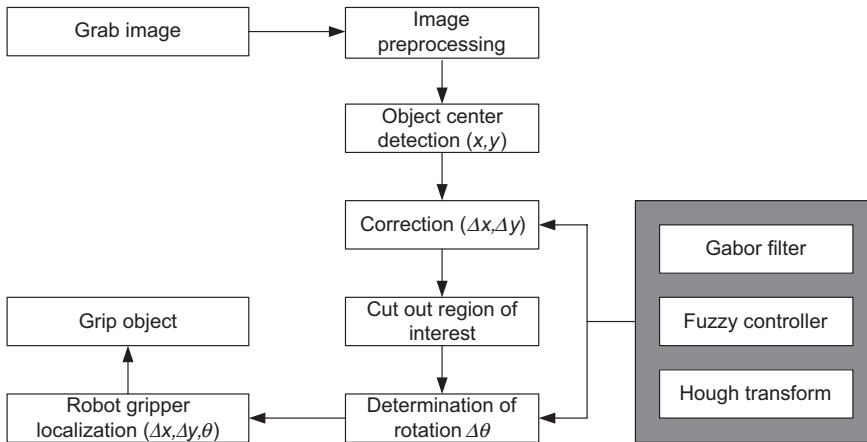 Grab image
Image
preprocessing
Object center
detection (x,y)
Correction (Δx,Δy)
Gabor filter
Cut out region of
interest
Fuzzy controller
Grip object
Hough transform
Determination of
rotation Δθ
Robot gripper
localization (Δx,Δy,θ)